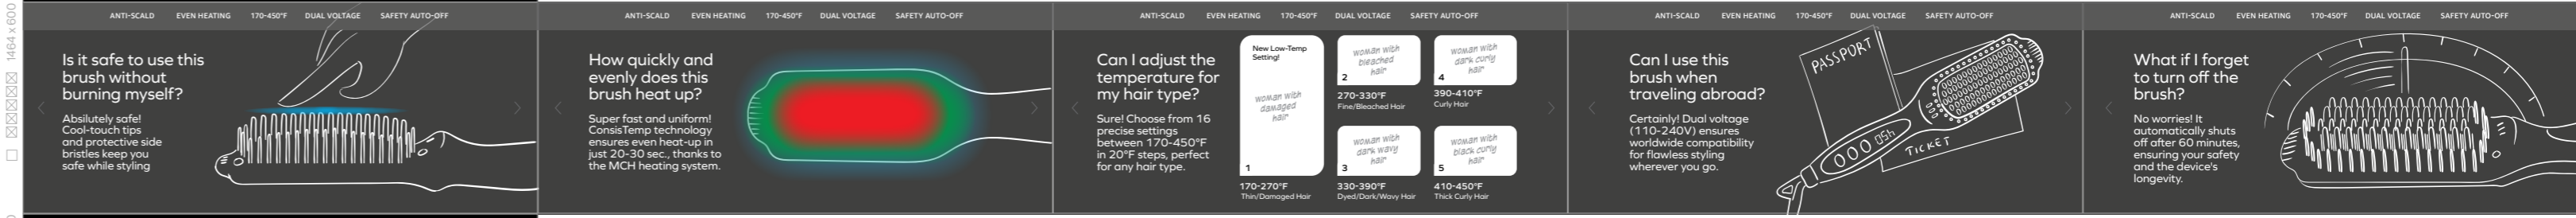 1464 x 600
ANTI-SCALD EVEN HEATING 170-450°F DUAL VOLTAGE SAFETY AUTO-OFF
Is it safe to use this
brush without
burning myself?
Absilutely safe!
Cool-touch tips
and protective side
bristles keep you
safe while styling
ANTI-SCALD EVEN HEATING 170-450°F DUAL VOLTAGE SAFETY AUTO-OFF
How quickly and
evenly does this
brush heat up?
Super fast and uniform!
ConsisTemp technology
ensures even heat-up in
just 20-30 sec., thanks to
the MCH heating system.
ANTI-SCALD EVEN HEATING 170-450°F DUAL VOLTAGE SAFETY AUTO-OFF
Can I adjust the
temperature for
my hair type?
Sure! Choose from 16
precise settings
between 170-450°F
in 20°F steps, perfect
for any hair type.
New Low-Temp
Setting!
woman with
damaged
hair
1
170-270°F
Thin/Damaged Hair
woman with
bleached
hair
2
270-330°F
Fine/Bleached Hair
woman with
dark wavy
hair
3
330-390°F
Dyed/Dark/Wavy Hair
woman with
dark curly
hair
4
390-410°F
Curly Hair
woman with
black curly
hair
5
410-450°F
Thick Curly Hair
ANTI-SCALD EVEN HEATING 170-450°F DUAL VOLTAGE SAFETY AUTO-OFF
Can I use this
brush when
traveling abroad?
Certainly! Dual voltage
(110-240V) ensures
worldwide compatibility
for flawless styling
wherever you go.
PASSPORT
450
TICKET
ANTI-SCALD EVEN HEATING 170-450°F DUAL VOLTAGE SAFETY AUTO-OFF
What if I forget
to turn off the
brush?
No worries! It
automatically shuts
off after 60 minutes,
ensuring your safety
and the device's
longevity.